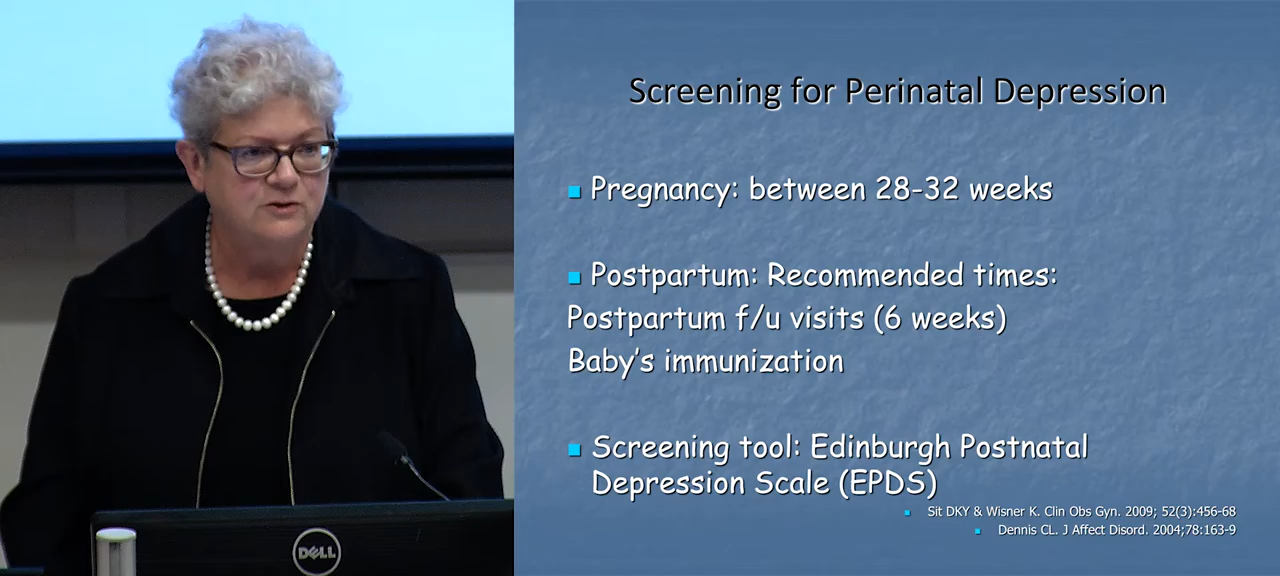 Screening for Perinatal Depression
Pregnancy: between 28-32 weeks
Postpartum: Recommended times:
Postpartum f/u visits (6 weeks)
Baby's immunization
Screening tool: Edinburgh Postnatal
Depression Scale (EPDS)
Sit DKY & Wisner K. Clin Obs Gyn. 2009; 52(3):456-68
Dennis CL. J Affect Disord. 2004;78:163-9
DELL